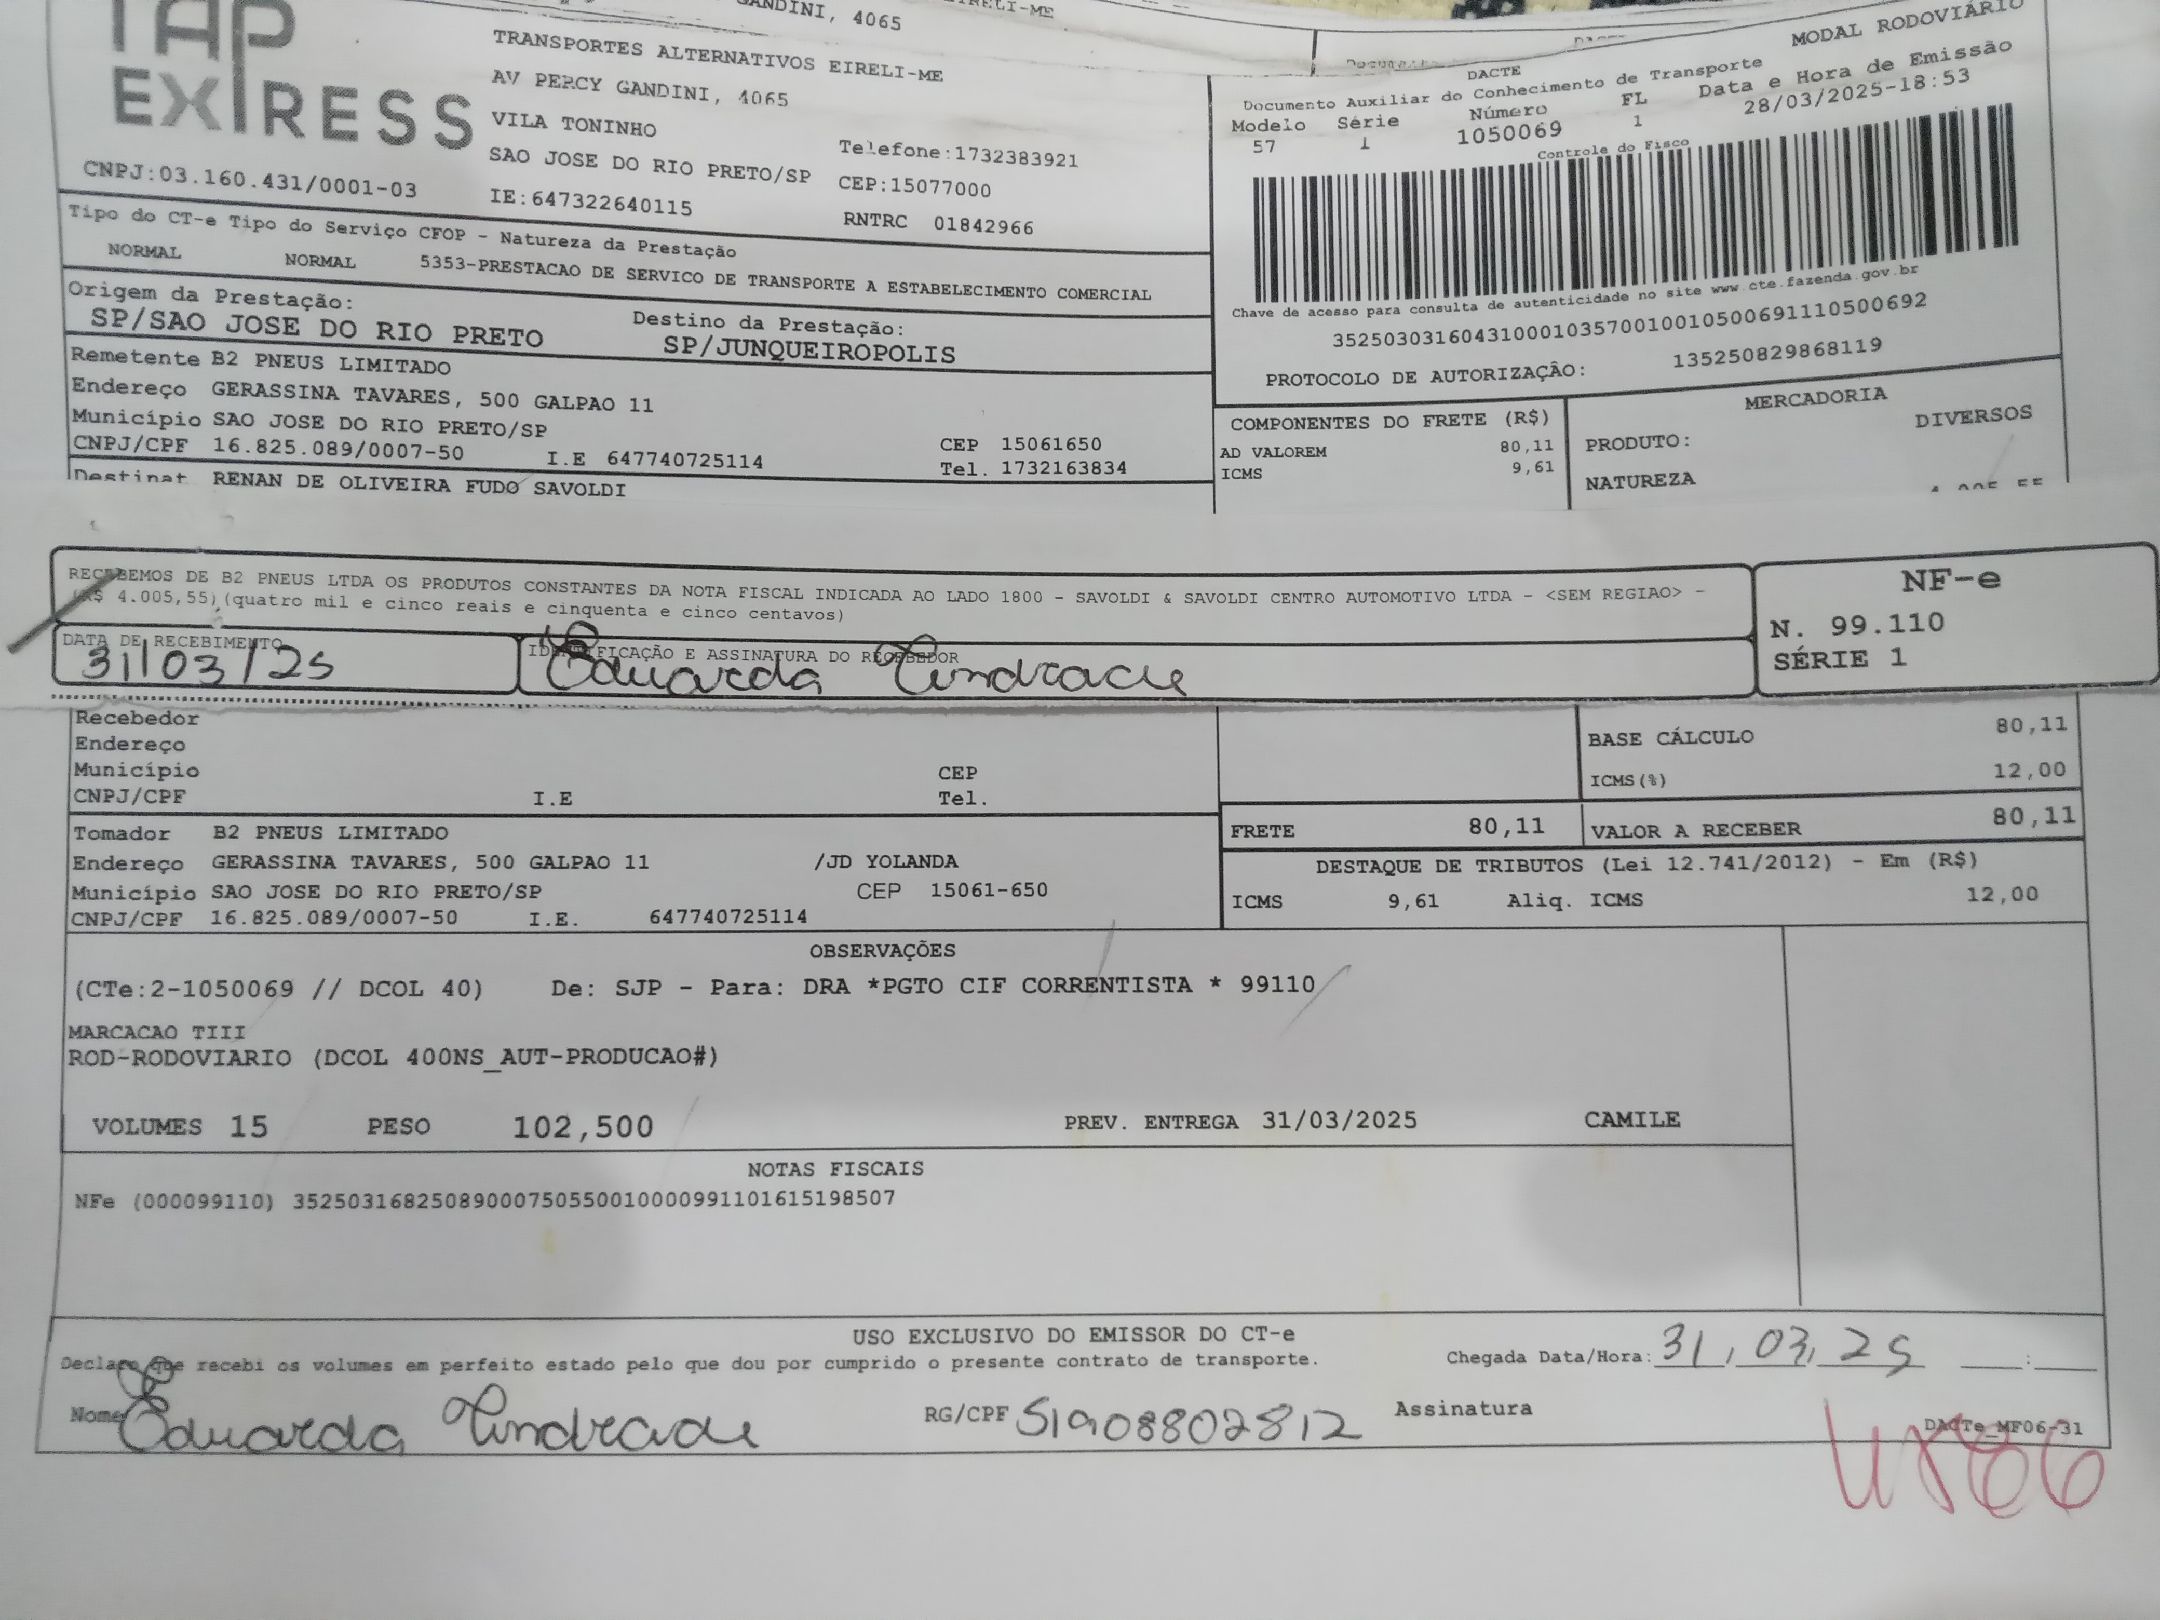 GANDINI, 4065
EIRELI-ME
TAP
EXPRESS
TRANSPORTES ALTERNATIVOS EIRELI-ME
AV PERCY GANDINI, 4065
VILA TONINHO
SAO JOSE DO RIO PRETO/SP
Telefone:1732383921
CEP:15077000
CNPJ:03.160.431/0001-03
IE:647322640115
RNTRC 01842966
MODAL RODOVIÁRIO
DACTE
Documento Auxiliar do Conhecimento de Transporte
Modelo Série Número FL Data e Hora de Emissão
57 1 1050069 1 28/03/2025-18:53
Controle do Fisco
Chave de acesso para consulta de autenticidade no site www.cte.fazenda.gov.br
35250303160431000103570010010500691110500692
PROTOCOLO DE AUTORIZAÇÃO: 135250829868119
Tipo do CT-e Tipo do Serviço CFOP - Natureza da Prestação
NORMAL NORMAL 5353-PRESTACAO DE SERVICO DE TRANSPORTE A ESTABELECIMENTO COMERCIAL
Origem da Prestação: Destino da Prestação:
SP/SAO JOSE DO RIO PRETO SP/JUNQUEIROPOLIS
Remetente B2 PNEUS LIMITADO
Endereço GERASSINA TAVARES, 500 GALPAO 11
Município SAO JOSE DO RIO PRETO/SP CEP 15061650
CNPJ/CPF 16.825.089/0007-50 I.E 647740725114 Tel. 1732163834
Destinat RENAN DE OLIVEIRA FUDO SAVOLDI
COMPONENTES DO FRETE (R$)
AD VALOREM 80,11
ICMS 9,61
MERCADORIA
PRODUTO: DIVERSOS
NATUREZA
RECEBEMOS DE B2 PNEUS LTDA OS PRODUTOS CONSTANTES DA NOTA FISCAL INDICADA AO LADO 1800 - SAVOLDI & SAVOLDI CENTRO AUTOMOTIVO LTDA - <SEM REGIAO> -
(R$ 4.005,55)(quatro mil e cinco reais e cinquenta e cinco centavos)
DATA DE RECEBIMENTO
31/03/25
IDENTIFICAÇÃO E ASSINATURA DO RECEBEDOR
Eduarda Andrade
NF-e
N. 99.110
SÉRIE 1
Recebedor
Endereço
Município CEP
CNPJ/CPF I.E Tel.
BASE CÁLCULO 80,11
ICMS(%) 12,00
Tomador B2 PNEUS LIMITADO
Endereço GERASSINA TAVARES, 500 GALPAO 11 /JD YOLANDA
Município SAO JOSE DO RIO PRETO/SP CEP 15061-650
CNPJ/CPF 16.825.089/0007-50 I.E. 647740725114
FRETE 80,11 VALOR A RECEBER 80,11
DESTAQUE DE TRIBUTOS (Lei 12.741/2012) - Em (R$)
ICMS 9,61 Aliq. ICMS 12,00
OBSERVAÇÕES
(CTe:2-1050069 // DCOL 40) De: SJP - Para: DRA *PGTO CIF CORRENTISTA * 99110
MARCACAO TIII
ROD-RODOVIARIO (DCOL 400NS_AUT-PRODUCAO#)
VOLUMES 15 PESO 102,500 PREV. ENTREGA 31/03/2025 CAMILE
NOTAS FISCAIS
NFe (000099110) 35250316825089000750550010000991101615198507
USO EXCLUSIVO DO EMISSOR DO CT-e
Declaro que recebi os volumes em perfeito estado pelo que dou por cumprido o presente contrato de transporte.
Chegada Data/Hora: 31, 03, 25 __:__
Nome Eduarda Andrade RG/CPF 51908802812 Assinatura
DACTe_MF06-31